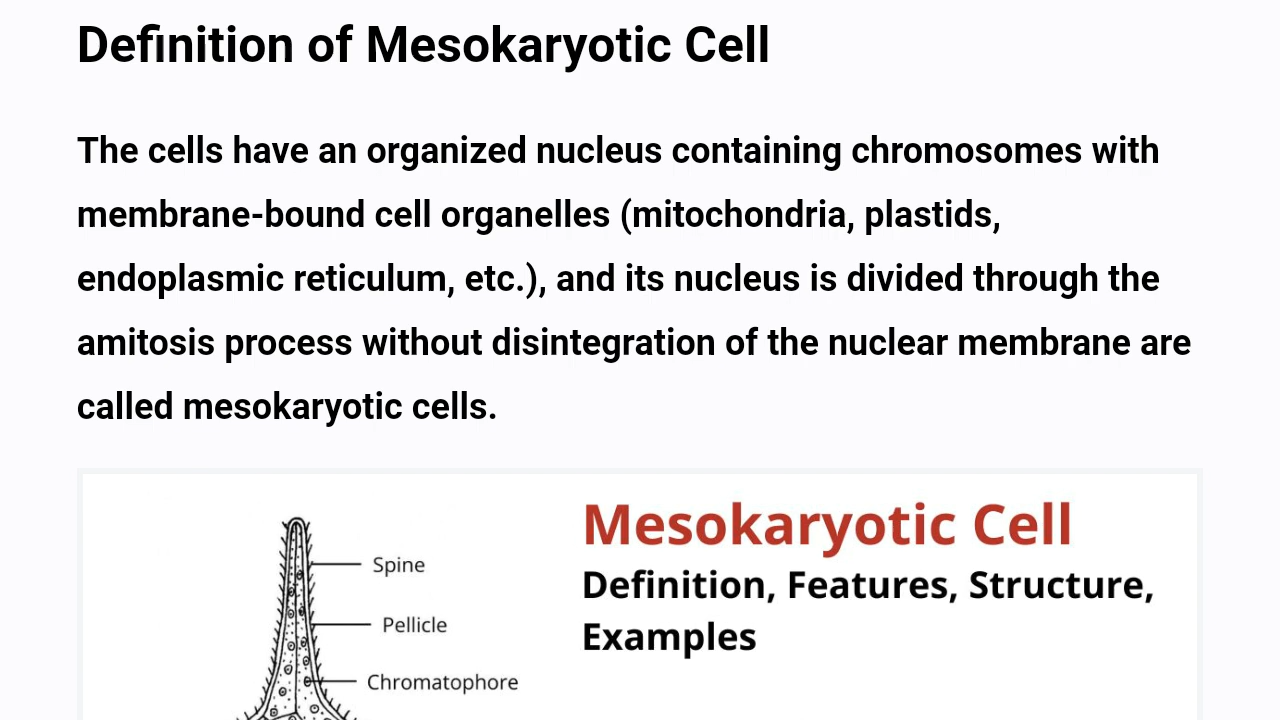 Definition of Mesokaryotic Cell
The cells have an organized nucleus containing chromosomes with
membrane-bound cell organelles (mitochondria, plastids,
endoplasmic reticulum, etc.), and its nucleus is divided through the
amitosis process without disintegration of the nuclear membrane are
called mesokaryotic cells.
Mesokaryotic Cell
Definition, Features, Structure,
Examples
Spine
Pellicle
Chromatophore